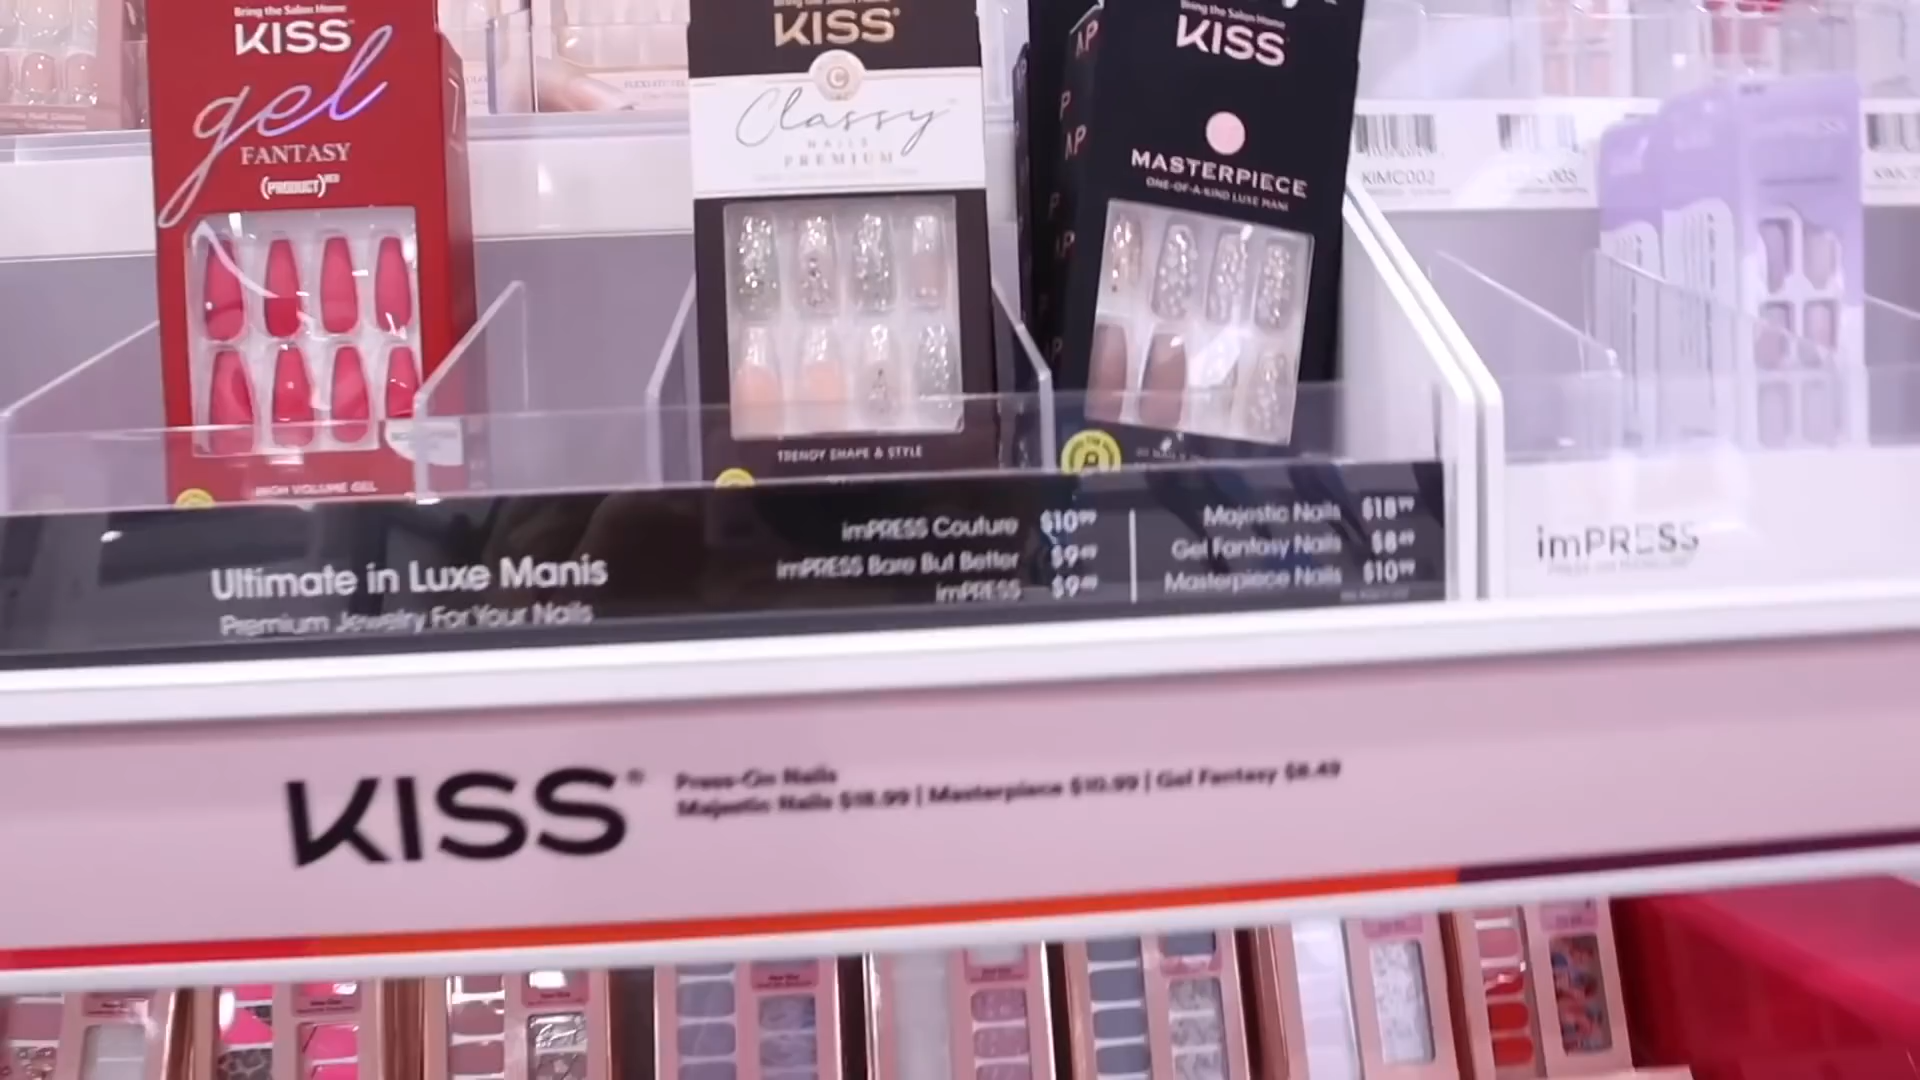 Bring the Salon Home
KISS
gel
FANTASY
(PRODUCT)RED
HIGH VOLUME GEL
KISS®
C
Classy
NAILS
PREMIUM
TRENDY SHAPE & STYLE
Bring the Salon Home
KISS
MASTERPIECE
ONE-OF-A-KIND LUXE MANI
KIMC002
imPRESS
Ultimate in Luxe Manis
Premium Jewelry For Your Nails
imPRESS Couture $10.99
imPRESS Bare But Better $9.49
imPRESS $9.49
Majestic Nails $18.99
Gel Fantasy Nails $8.49
Masterpiece Nails $10.99
KISS®
Press-On Nails
Majestic Nails $18.99 | Masterpiece $10.99 | Gel Fantasy $8.49